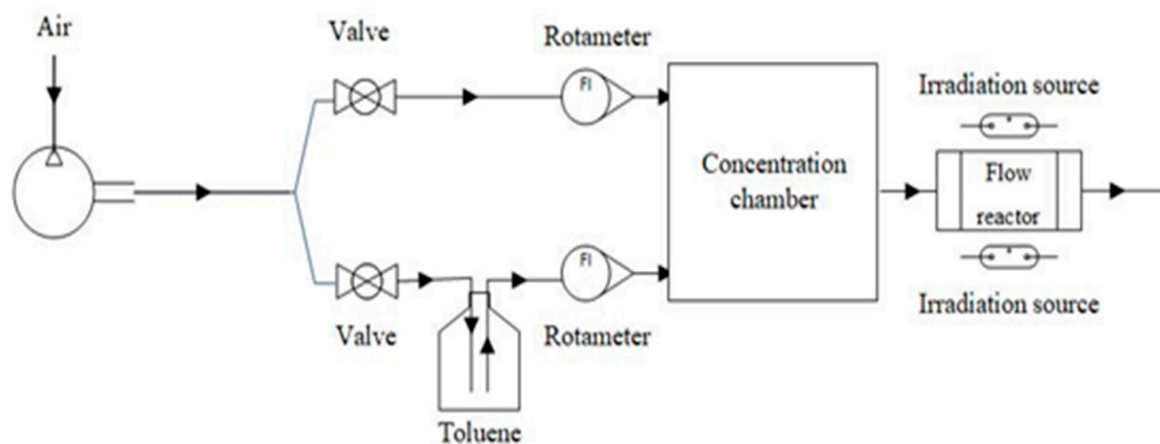 Air
Valve
Rotameter
FI
Irradiation source
Concentration
chamber
Flow
reactor
FI
Valve
Rotameter
Irradiation source
Toluene